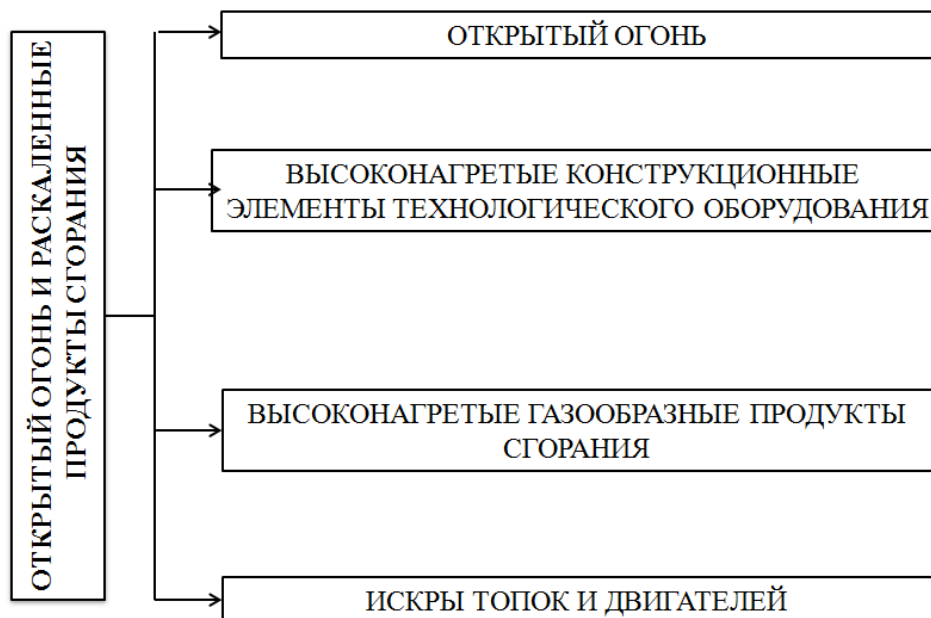 ОТКРЫТЫЙ ОГОНЬ И РАСКАЛЕННЫЕ
ПРОДУКТЫ СГОРАНИЯ
ОТКРЫТЫЙ ОГОНЬ
ВЫСОКОНАГРЕТЫЕ КОНСТРУКЦИОННЫЕ
ЭЛЕМЕНТЫ ТЕХНОЛОГИЧЕСКОГО ОБОРУДОВАНИЯ
ВЫСОКОНАГРЕТЫЕ ГАЗООБРАЗНЫЕ ПРОДУКТЫ
СГОРАНИЯ
ИСКРЫ ТОПОК И ДВИГАТЕЛЕЙ